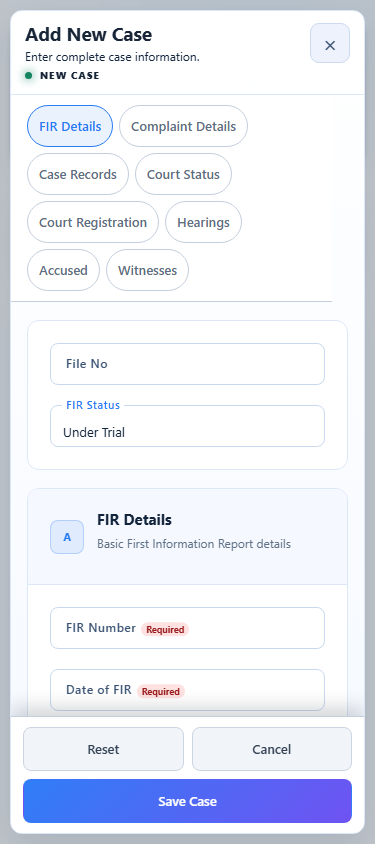 Add New Case
Enter complete case information.
NEW CASE
×
FIR Details
Complaint Details
Case Records
Court Status
Court Registration
Hearings
Accused
Witnesses
File No
FIR Status
Under Trial
A
FIR Details
Basic First Information Report details
FIR Number Required
Date of FIR Required
Reset
Cancel
Save Case